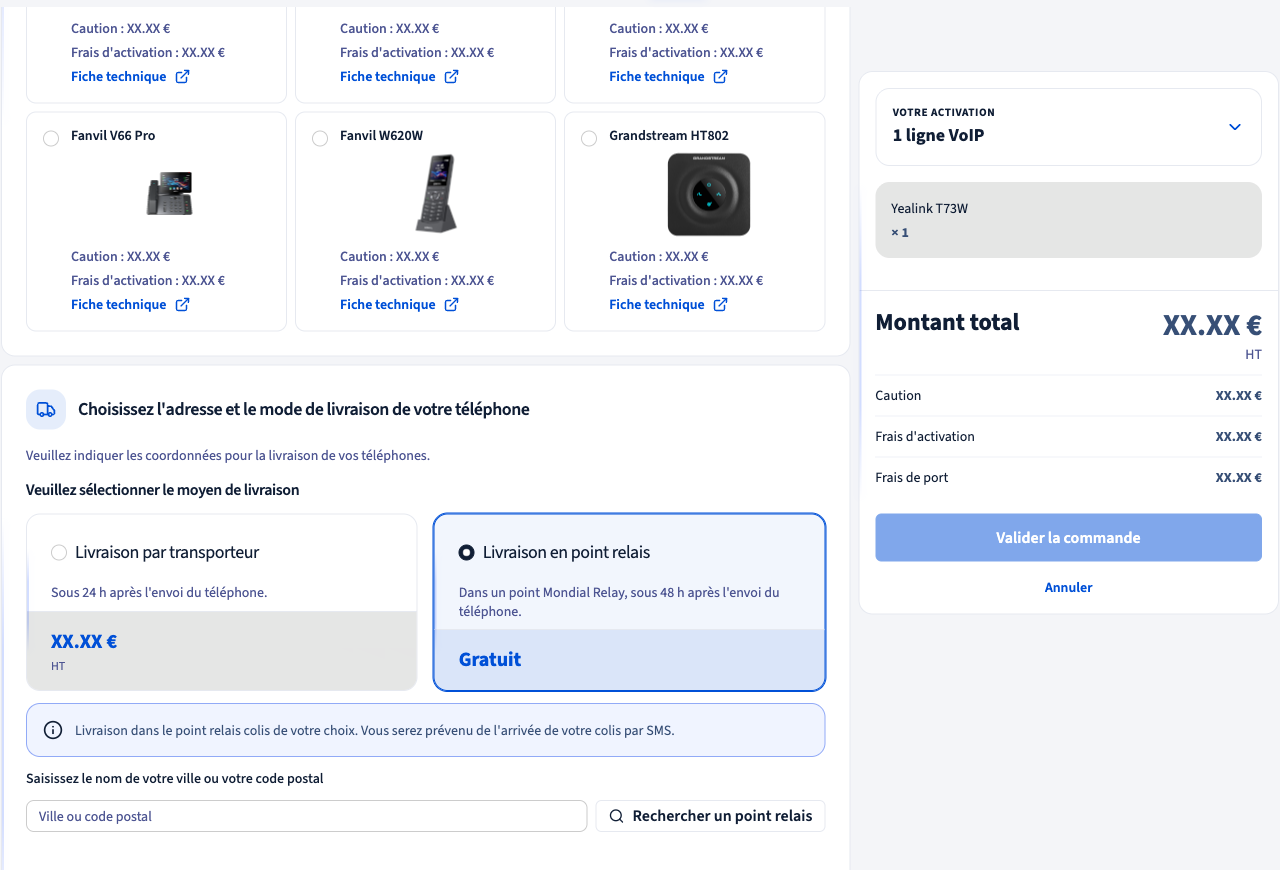 Caution : XX.XX €
Frais d'activation : XX.XX €
Fiche technique
Caution : XX.XX €
Frais d'activation : XX.XX €
Fiche technique
Caution : XX.XX €
Frais d'activation : XX.XX €
Fiche technique
Fanvil V66 Pro
Caution : XX.XX €
Frais d'activation : XX.XX €
Fiche technique
Fanvil W620W
Caution : XX.XX €
Frais d'activation : XX.XX €
Fiche technique
Grandstream HT802
GRANDSTREAM
Caution : XX.XX €
Frais d'activation : XX.XX €
Fiche technique
Choisissez l'adresse et le mode de livraison de votre téléphone
Veuillez indiquer les coordonnées pour la livraison de vos téléphones.
Veuillez sélectionner le moyen de livraison
Livraison par transporteur
Sous 24 h après l'envoi du téléphone.
XX.XX €
HT
Livraison en point relais
Dans un point Mondial Relay, sous 48 h après l'envoi du
téléphone.
Gratuit
Livraison dans le point relais colis de votre choix. Vous serez prévenu de l'arrivée de votre colis par SMS.
Saisissez le nom de votre ville ou votre code postal
Ville ou code postal
Rechercher un point relais
VOTRE ACTIVATION
1 ligne VoIP
Yealink T73W
× 1
Montant total
XX.XX €
HT
Caution
XX.XX €
Frais d'activation
XX.XX €
Frais de port
XX.XX €
Valider la commande
Annuler